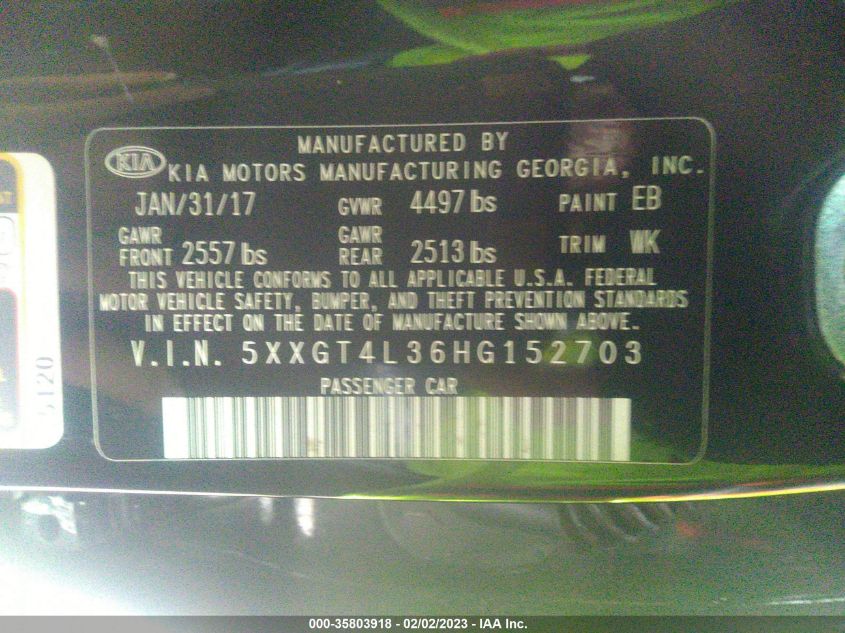 MANUFACTURED BY
KIA KIA MOTORS MANUFACTURING GEORGIA, INC.
JAN/31/17 GVWR 4497 lbs PAINT EB
GAWR FRONT 2557 lbs GAWR REAR 2513 lbs TRIM WK
THIS VEHICLE CONFORMS TO ALL APPLICABLE U.S.A. FEDERAL
MOTOR VEHICLE SAFETY, BUMPER, AND THEFT PREVENTION STANDARDS
IN EFFECT ON THE DATE OF MANUFACTURE SHOWN ABOVE.
V.I.N. 5XXGT4L36HG152703
PASSENGER CAR
5120
000-35803918 - 02/02/2023 - IAA Inc.